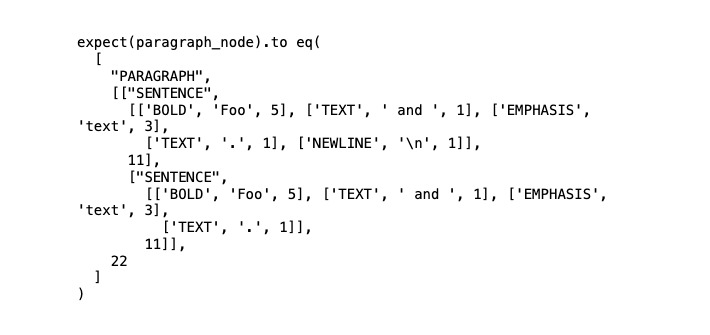 expect(paragraph_node).to eq(
  [
    "PARAGRAPH",
    [["SENTENCE",
      [['BOLD', 'Foo', 5], ['TEXT', ' and ', 1], ['EMPHASIS',
'text', 3],
        ['TEXT', '.', 1], ['NEWLINE', '\n', 1]],
      11],
      ["SENTENCE",
        [['BOLD', 'Foo', 5], ['TEXT', ' and ', 1], ['EMPHASIS',
'text', 3],
          ['TEXT', '.', 1]],
        11]],
    22
  ]
)